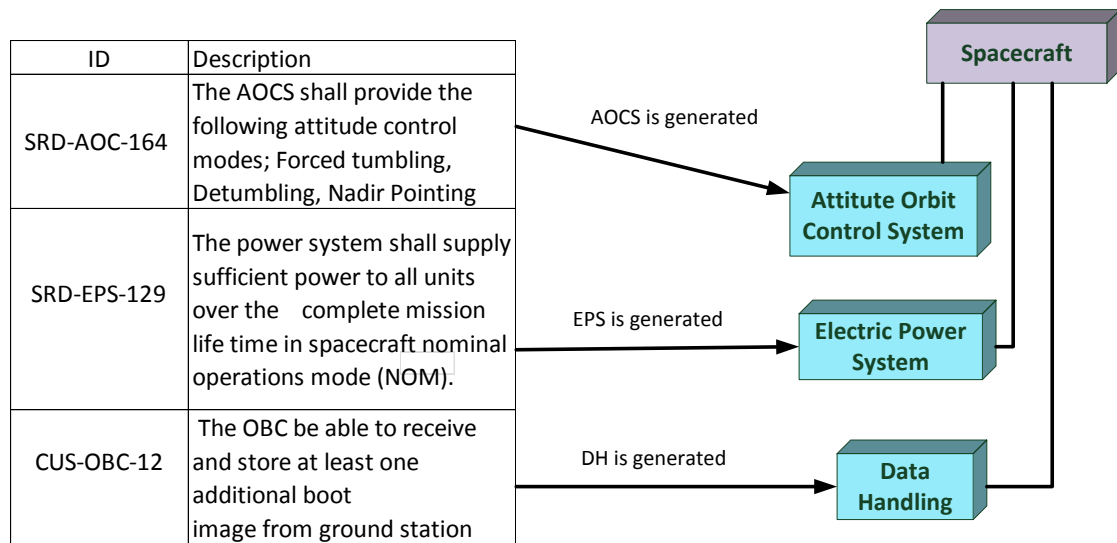 ID
Description
SRD-AOC-164
The AOCS shall provide the
following attitude control
modes; Forced tumbling,
Detumbling, Nadir Pointing
SRD-EPS-129
The power system shall supply
sufficient power to all units
over the complete mission
life time in spacecraft nominal
operations mode (NOM).
CUS-OBC-12
The OBC be able to receive
and store at least one
additional boot
image from ground station
AOCS is generated
EPS is generated
DH is generated
Spacecraft
Attitute Orbit
Control System
Electric Power
System
Data
Handling